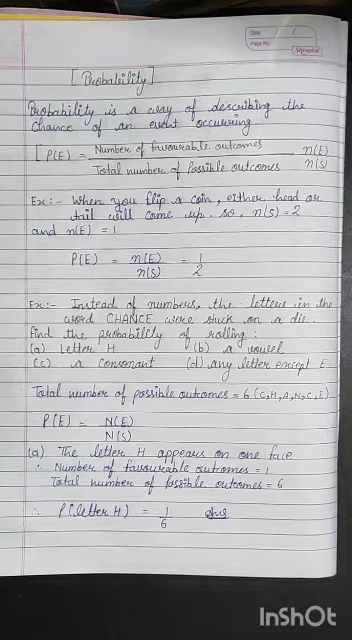 Date / /
Page No.
Shivalal
[Probability]
Probability is a way of describing the
Chance of an event occurring
[P(E) = Number of favourable outcomes n(E)
Total number of Possible outcomes n(S)
Ex:- When you flip a coin, either head or
tail will come up. so, n(S) = 2
and n(E) = 1
P(E) = n(E) = 1
n(S) 2
Ex:- Instead of numbers, the letters in the
word CHANCE were stuck on a die.
Find the probability of rolling:
(a) Letter H (b) a vowel
(c) a consonant (d) any letter except E
Total number of possible outcomes = 6 (C,H,A,N,C,E)
P(E) = N(E)
N(S)
(a) The letter H appears on one face
∴ Number of favourable outcomes = 1
Total number of possible outcomes = 6
∴ P(letter H) = 1 Ans
6
InShOt